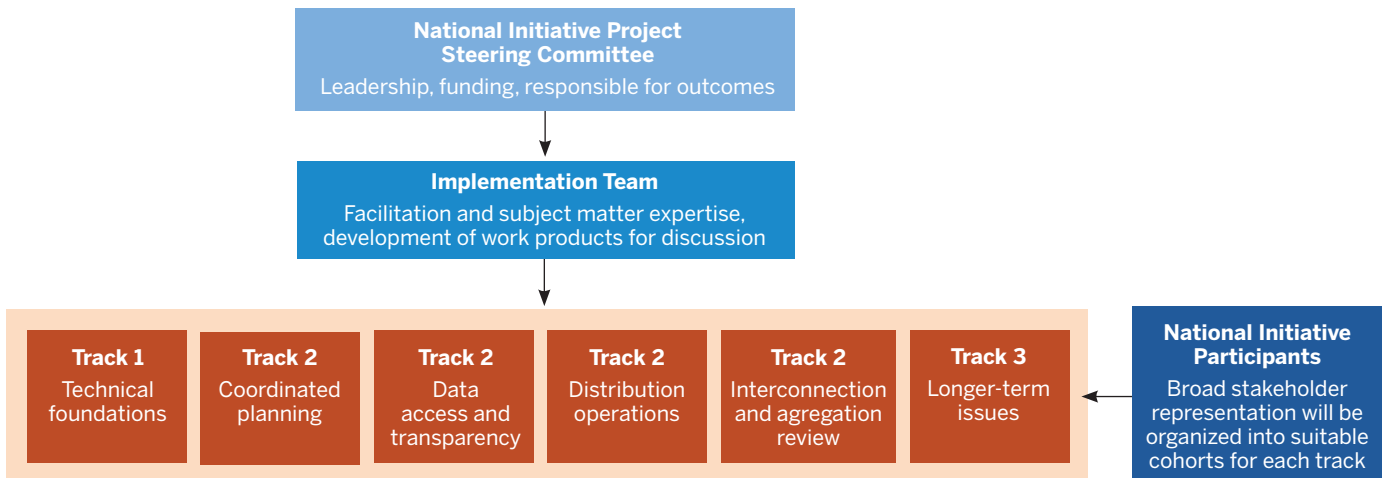 National Initiative Project
Steering Committee
Leadership, funding, responsible for outcomes
Implementation Team
Facilitation and subject matter expertise,
development of work products for discussion
Track 1
Technical
foundations
Track 2
Coordinated
planning
Track 2
Data
access and
transparency
Track 2
Distribution
operations
Track 2
Interconnection
and agregation
review
Track 3
Longer-term
issues
National Initiative
Participants
Broad stakeholder
representation will be
organized into suitable
cohorts for each track